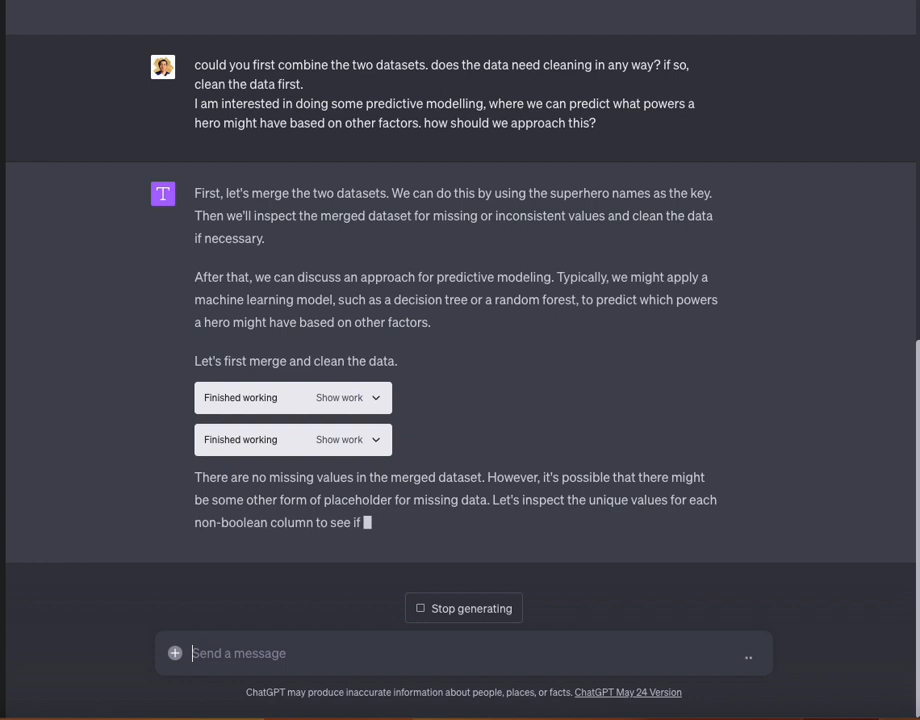 could you first combine the two datasets. does the data need cleaning in any way? if so,
clean the data first.
I am interested in doing some predictive modelling, where we can predict what powers a
hero might have based on other factors. how should we approach this?
T
First, let's merge the two datasets. We can do this by using the superhero names as the key.
Then we'll inspect the merged dataset for missing or inconsistent values and clean the data
if necessary.
After that, we can discuss an approach for predictive modeling. Typically, we might apply a
machine learning model, such as a decision tree or a random forest, to predict which powers
a hero might have based on other factors.
Let's first merge and clean the data.
Finished working Show work
Finished working Show work
There are no missing values in the merged dataset. However, it's possible that there might
be some other form of placeholder for missing data. Let's inspect the unique values for each
non-boolean column to see if
Stop generating
Send a message
ChatGPT may produce inaccurate information about people, places, or facts. ChatGPT May 24 Version